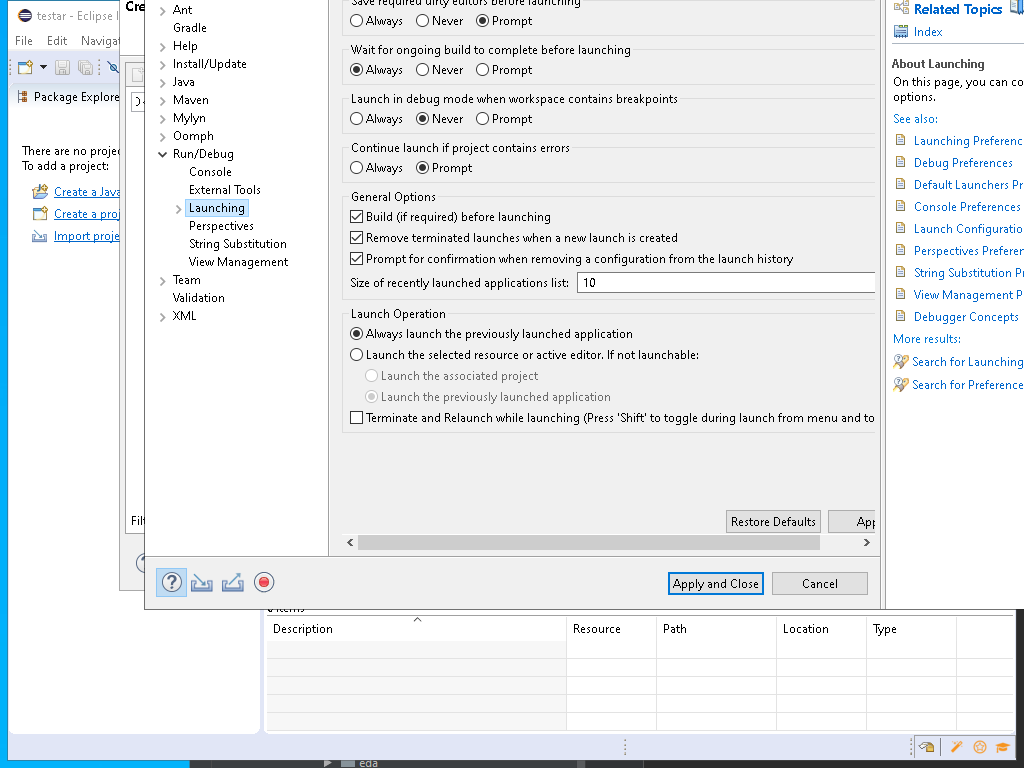 testar - Eclipse I
Cre
File Edit Navigat
Package Explore
There are no projec
To add a project:
Create a Java
Create a proj
Import proje
Filt
Ant
Gradle
Help
Install/Update
Java
Maven
Mylyn
Oomph
Run/Debug
Console
External Tools
Launching
Perspectives
String Substitution
View Management
Team
Validation
XML
Save required dirty editors before launching
Always Never Prompt
Wait for ongoing build to complete before launching
Always Never Prompt
Launch in debug mode when workspace contains breakpoints
Always Never Prompt
Continue launch if project contains errors
Always Prompt
General Options
Build (if required) before launching
Remove terminated launches when a new launch is created
Prompt for confirmation when removing a configuration from the launch history
Size of recently launched applications list: 10
Launch Operation
Always launch the previously launched application
Launch the selected resource or active editor. If not launchable:
Launch the associated project
Launch the previously launched application
Terminate and Relaunch while launching (Press 'Shift' to toggle during launch from menu and to
Restore Defaults App
Apply and Close Cancel
Related Topics
Index
About Launching
On this page, you can co
options.
See also:
Launching Preferenc
Debug Preferences
Default Launchers Pr
Console Preferences
Launch Configuratio
Perspectives Preferen
String Substitution Pr
View Management P
Debugger Concepts
More results:
Search for Launching
Search for Preference
0 items
Description Resource Path Location Type
eda